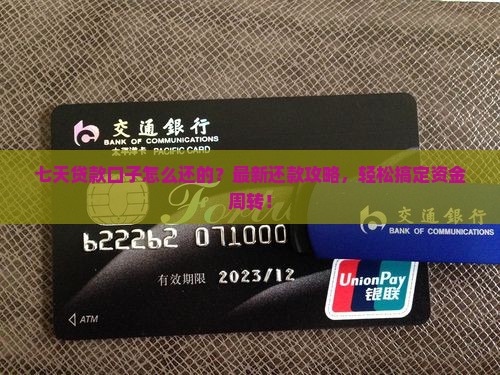 交通銀行
BANK OF COMMUNICATIONS
太平洋卡 PACIFIC CARD
七天贷款口子怎么还的？最新还款攻略，轻松搞定资金
周转！
622262 071000
交通銀行
BANK OF COMMUNICATIONS
有效期限 2023/12
UnionPay
银联
ATM